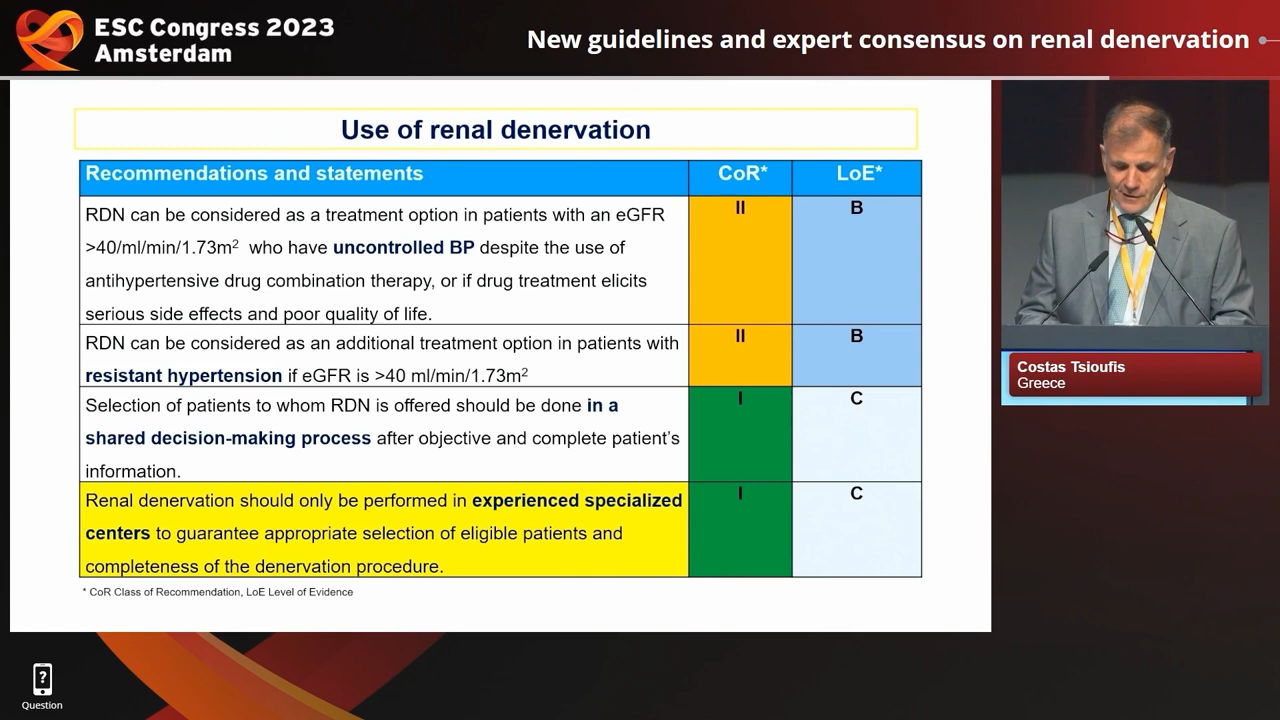 ESC Congress 2023
Amsterdam
New guidelines and expert consensus on renal denervation
Use of renal denervation
Recommendations and statements CoR* LoE*
RDN can be considered as a treatment option in patients with an eGFR II B
>40/ml/min/1.73m² who have uncontrolled BP despite the use of
antihypertensive drug combination therapy, or if drug treatment elicits
serious side effects and poor quality of life.
RDN can be considered as an additional treatment option in patients with II B
resistant hypertension if eGFR is >40 ml/min/1.73m²
Selection of patients to whom RDN is offered should be done in a I C
shared decision-making process after objective and complete patient's
information.
Renal denervation should only be performed in experienced specialized I C
centers to guarantee appropriate selection of eligible patients and
completeness of the denervation procedure.
* CoR Class of Recommendation, LoE Level of Evidence
Costas Tsioufis
Greece
?
Question